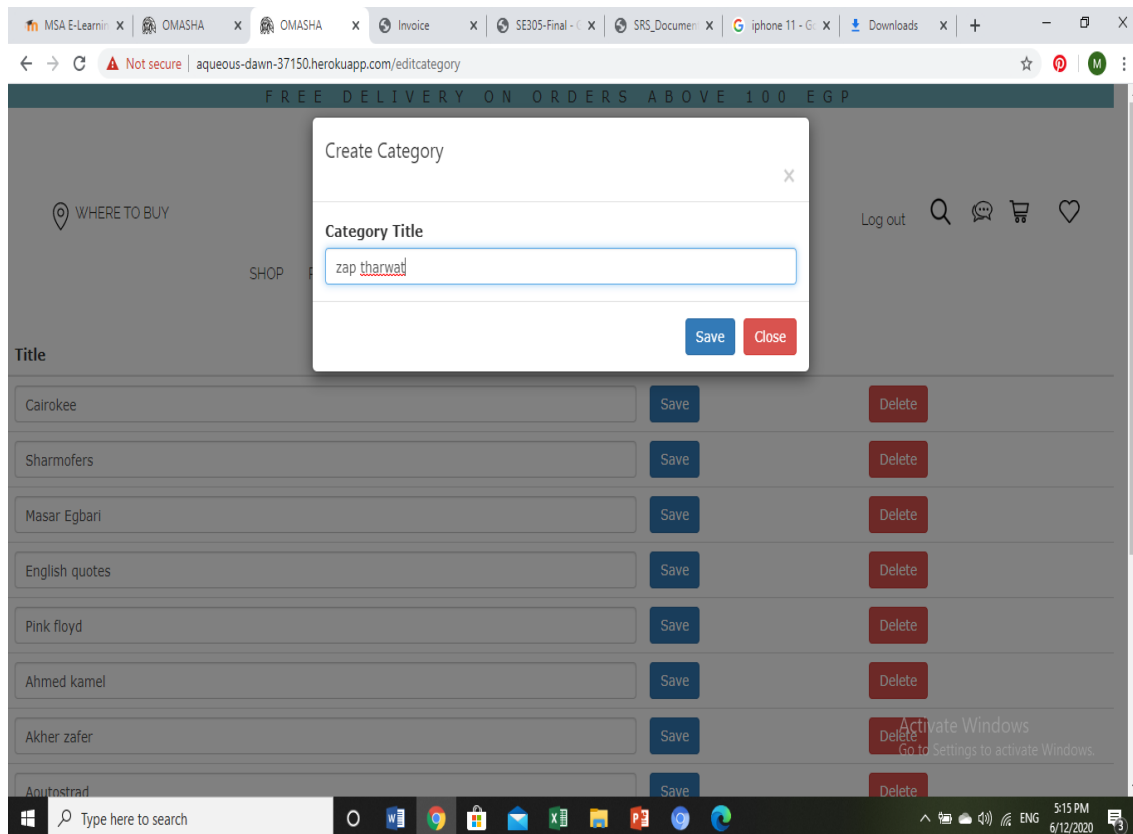 MSA E-Learnin
OMASHA
OMASHA
Invoice
SE305-Final - G
SRS_Documen
iphone 11 - Go
Downloads
Not secure
aqueous-dawn-37150.herokuapp.com/editcategory
M
FREE DELIVERY ON ORDERS ABOVE 100 EGP
Create Category
WHERE TO BUY
Log out
Category Title
zap tharwat
SHOP
Save Close
Title
Cairokee Save Delete
Sharmofers Save Delete
Masar Egbari Save Delete
English quotes Save Delete
Pink floyd Save Delete
Ahmed kamel Save Delete
Akher zafer Save Delete
Activate Windows
Go to Settings to activate Windows.
Aoutostrad Save Delete
Type here to search
ENG
5:15 PM
6/12/2020
3